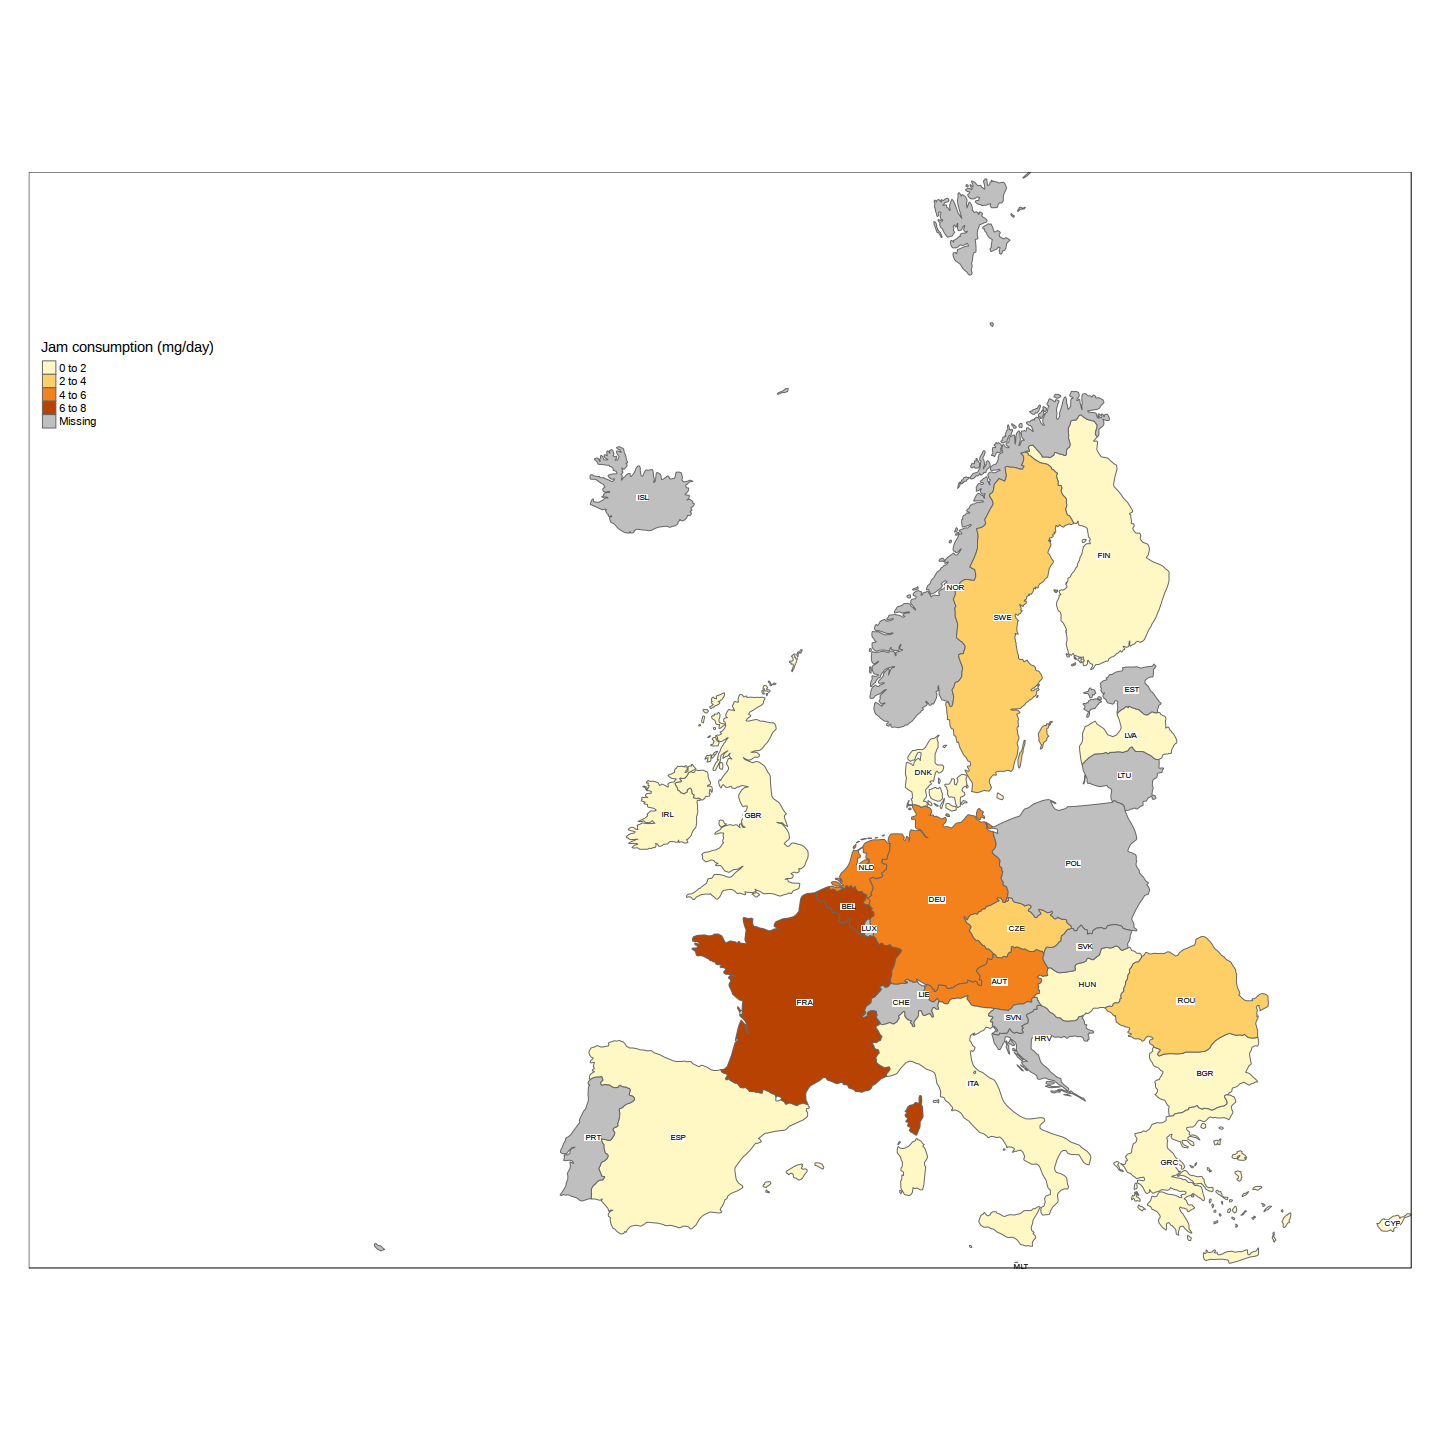 Jam consumption (mg/day)
0 to 2
2 to 4
4 to 6
6 to 8
Missing
ISL
FIN
NOR
SWE
EST
LVA
DNK
LTU
IRL
GBR
POL
NLD
DEU
BEL
LUX
CZE
SVK
AUT
HUN
LIE
CHE
FRA
ROU
SVN
HRV
BGR
ITA
PRT
ESP
GRC
CYP
MLT